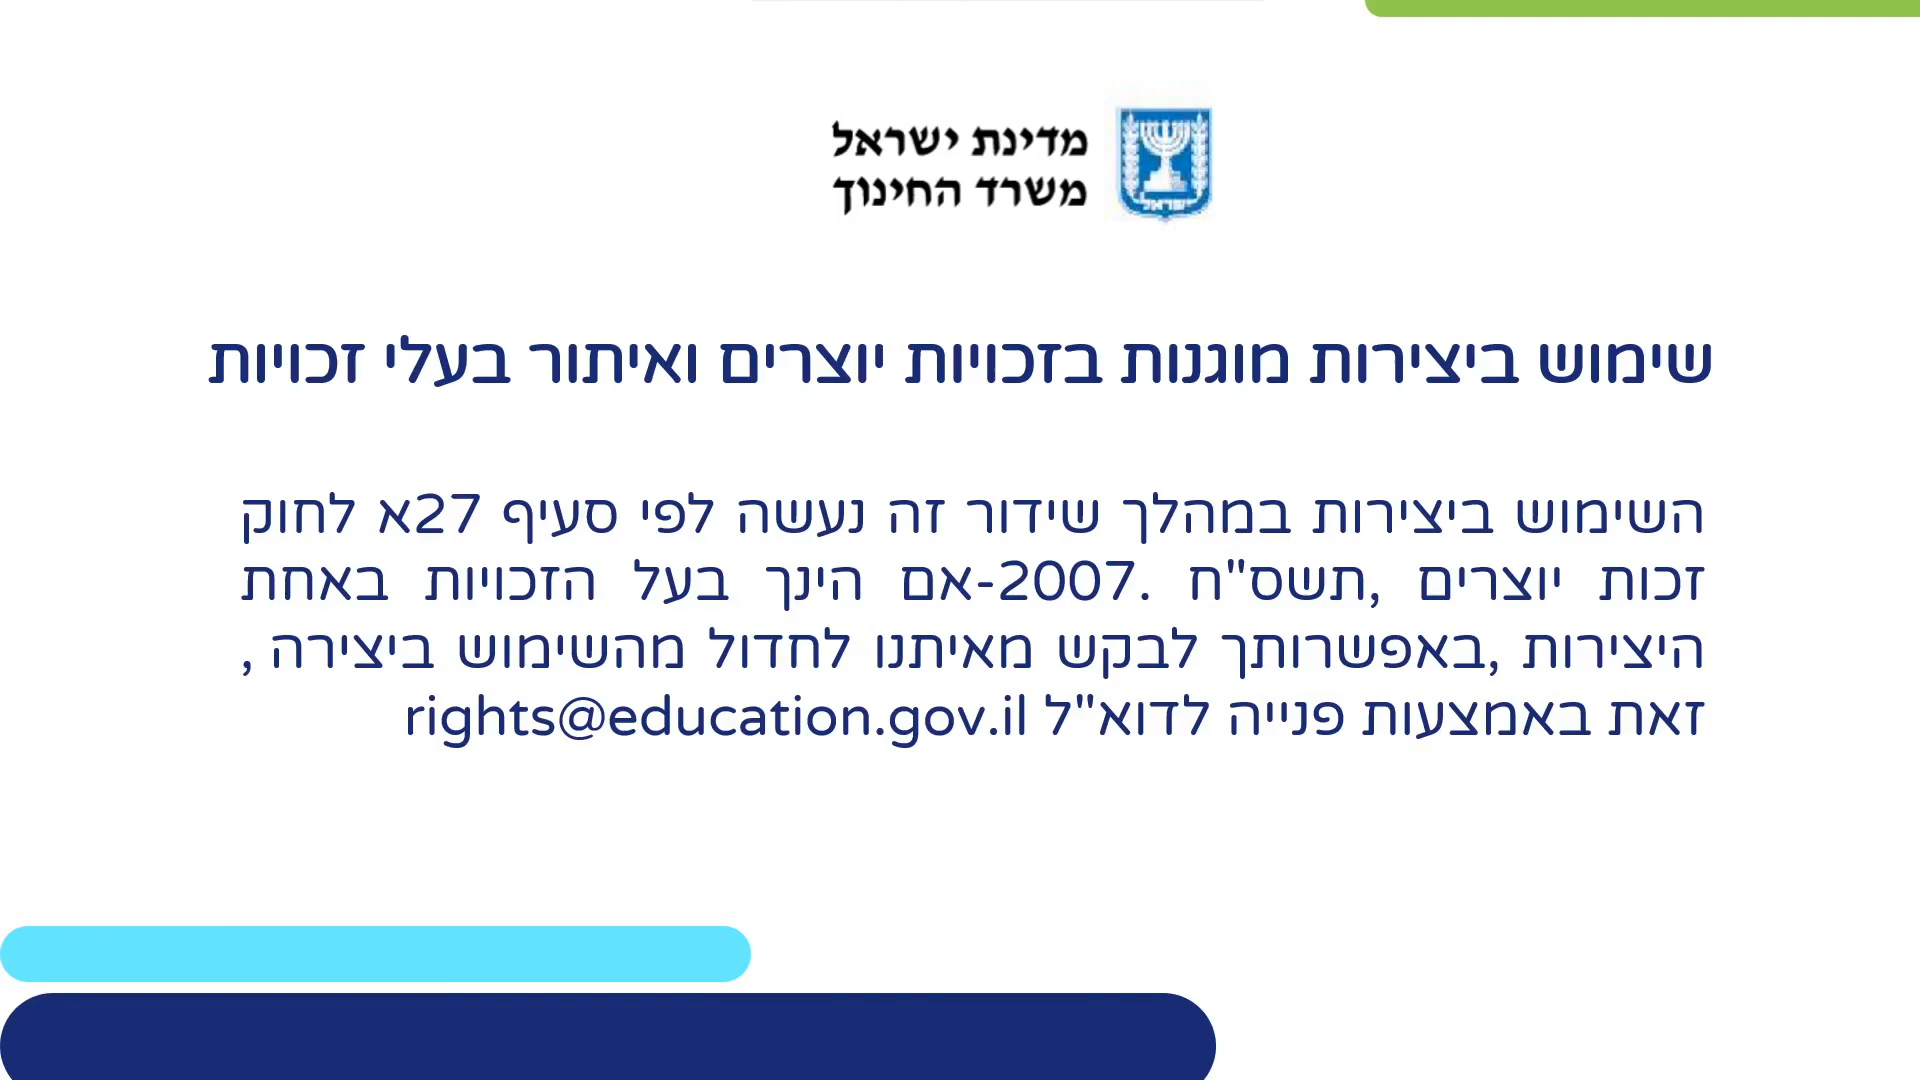 מדינת ישראל
משרד החינוך
שימוש ביצירות מוגנות בזכויות יוצרים ואיתור בעלי זכויות
השימוש ביצירות במהלך שידור זה נעשה לפי סעיף 27א לחוק
זכות יוצרים ,תשס"ח .2007-אם הינך בעל הזכויות באחת
היצירות ,באפשרותך לבקש מאיתנו לחדול מהשימוש ביצירה ,
זאת באמצעות פנייה לדוא"ל rights@education.gov.il